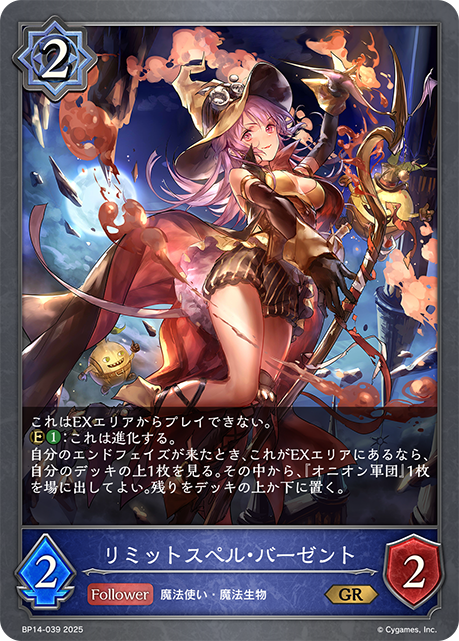 2
これはEXエリアからプレイできない。
E 1：これは進化する。
自分のエンドフェイズが来たとき、これがEXエリアにあるなら、
自分のデッキの上1枚を見る。その中から、『オニオン軍団』1枚
を場に出してよい。残りをデッキの上か下に置く。
リミットスペル・バーゼント
2
Follower 魔法使い・魔法生物 GR
2
BP14-039 2025 © Cygames, Inc.